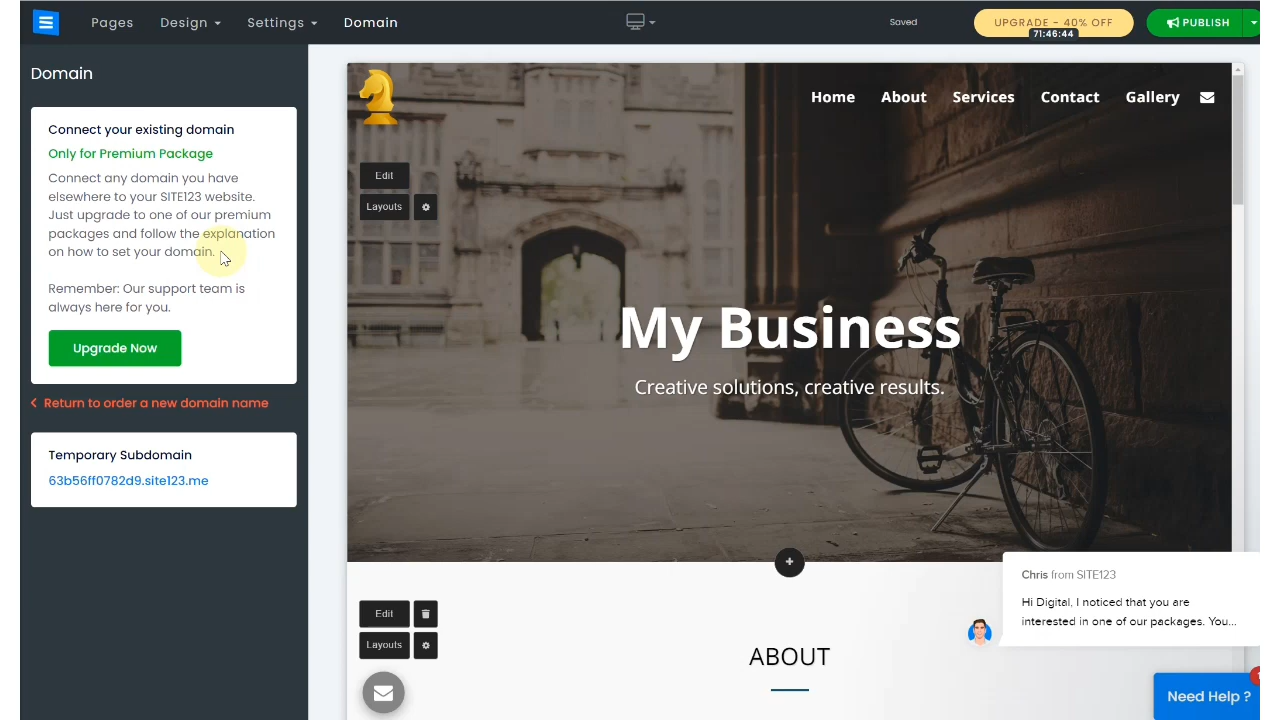 Pages Design Settings Domain Saved UPGRADE - 40% OFF PUBLISH
71:46:44
Domain
Connect your existing domain
Only for Premium Package
Connect any domain you have
elsewhere to your SITE123 website.
Just upgrade to one of our premium
packages and follow the explanation
on how to set your domain.
Remember: Our support team is
always here for you.
Upgrade Now
Return to order a new domain name
Temporary Subdomain
63b56ff0782d9.site123.me
Home About Services Contact Gallery
Edit
Layouts
My Business
Creative solutions, creative results.
Edit
Layouts
ABOUT
Chris from SITE123
Hi Digital, I noticed that you are
interested in one of our packages. You...
Need Help ?